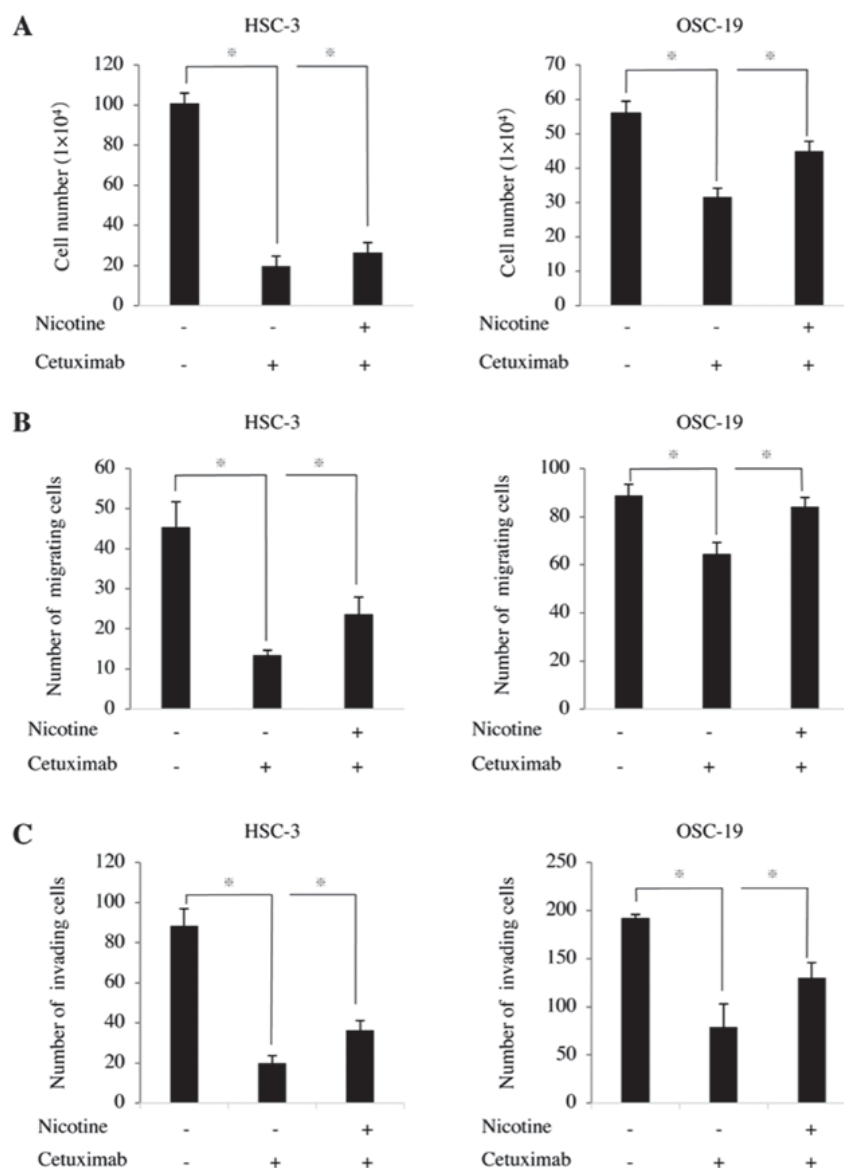 A
HSC-3
※ ※
Cell number (1×10⁴)
120
100
80
60
40
20
0
Nicotine - - +
Cetuximab - + +
OSC-19
※ ※
Cell number (1×10⁴)
70
60
50
40
30
20
10
0
Nicotine - - +
Cetuximab - + +
B
HSC-3
※ ※
Number of migrating cells
60
50
40
30
20
10
0
Nicotine - - +
Cetuximab - + +
OSC-19
※ ※
Number of migrating cells
100
80
60
40
20
0
Nicotine - - +
Cetuximab - + +
C
HSC-3
※ ※
Number of invading cells
120
100
80
60
40
20
0
Nicotine - - +
Cetuximab - + +
OSC-19
※ ※
Number of invading cells
250
200
150
100
50
0
Nicotine - - +
Cetuximab - + +